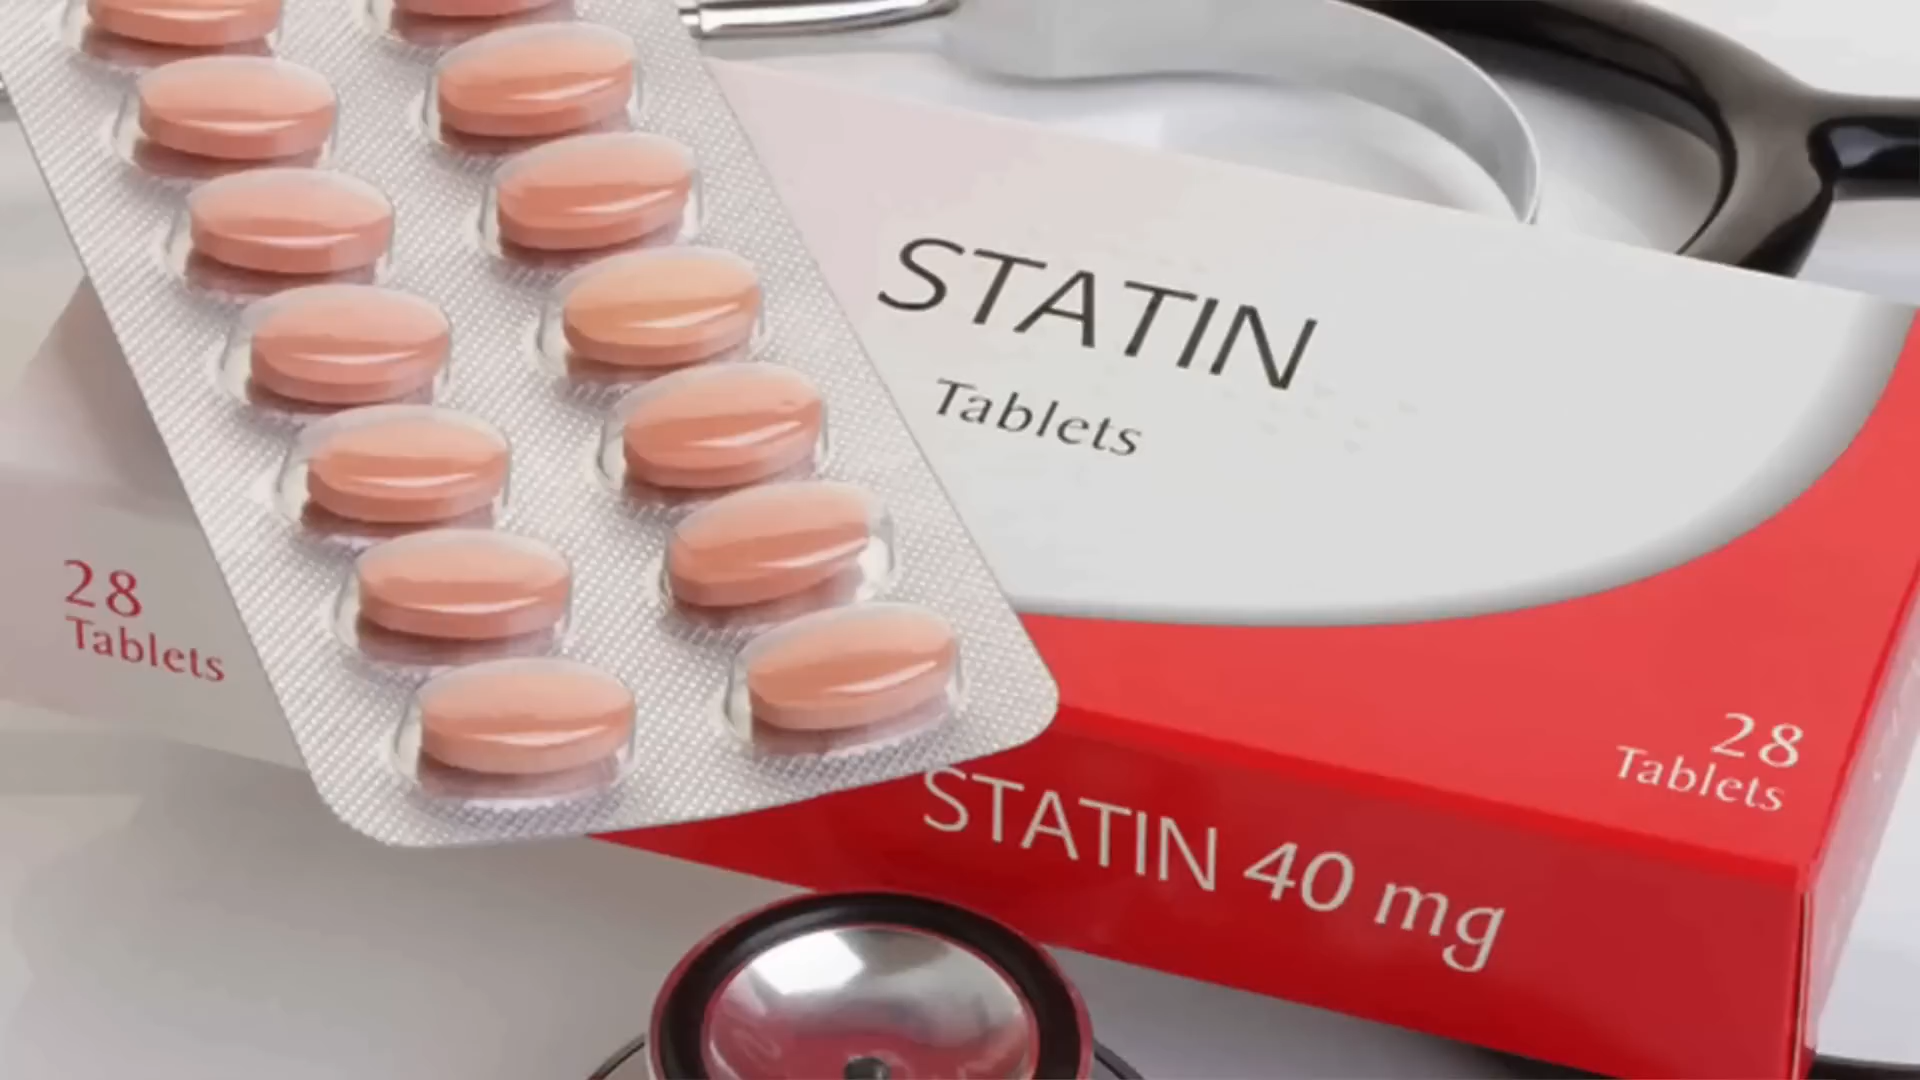 STATIN
Tablets
28
Tablets
28
Tablets
STATIN 40 mg